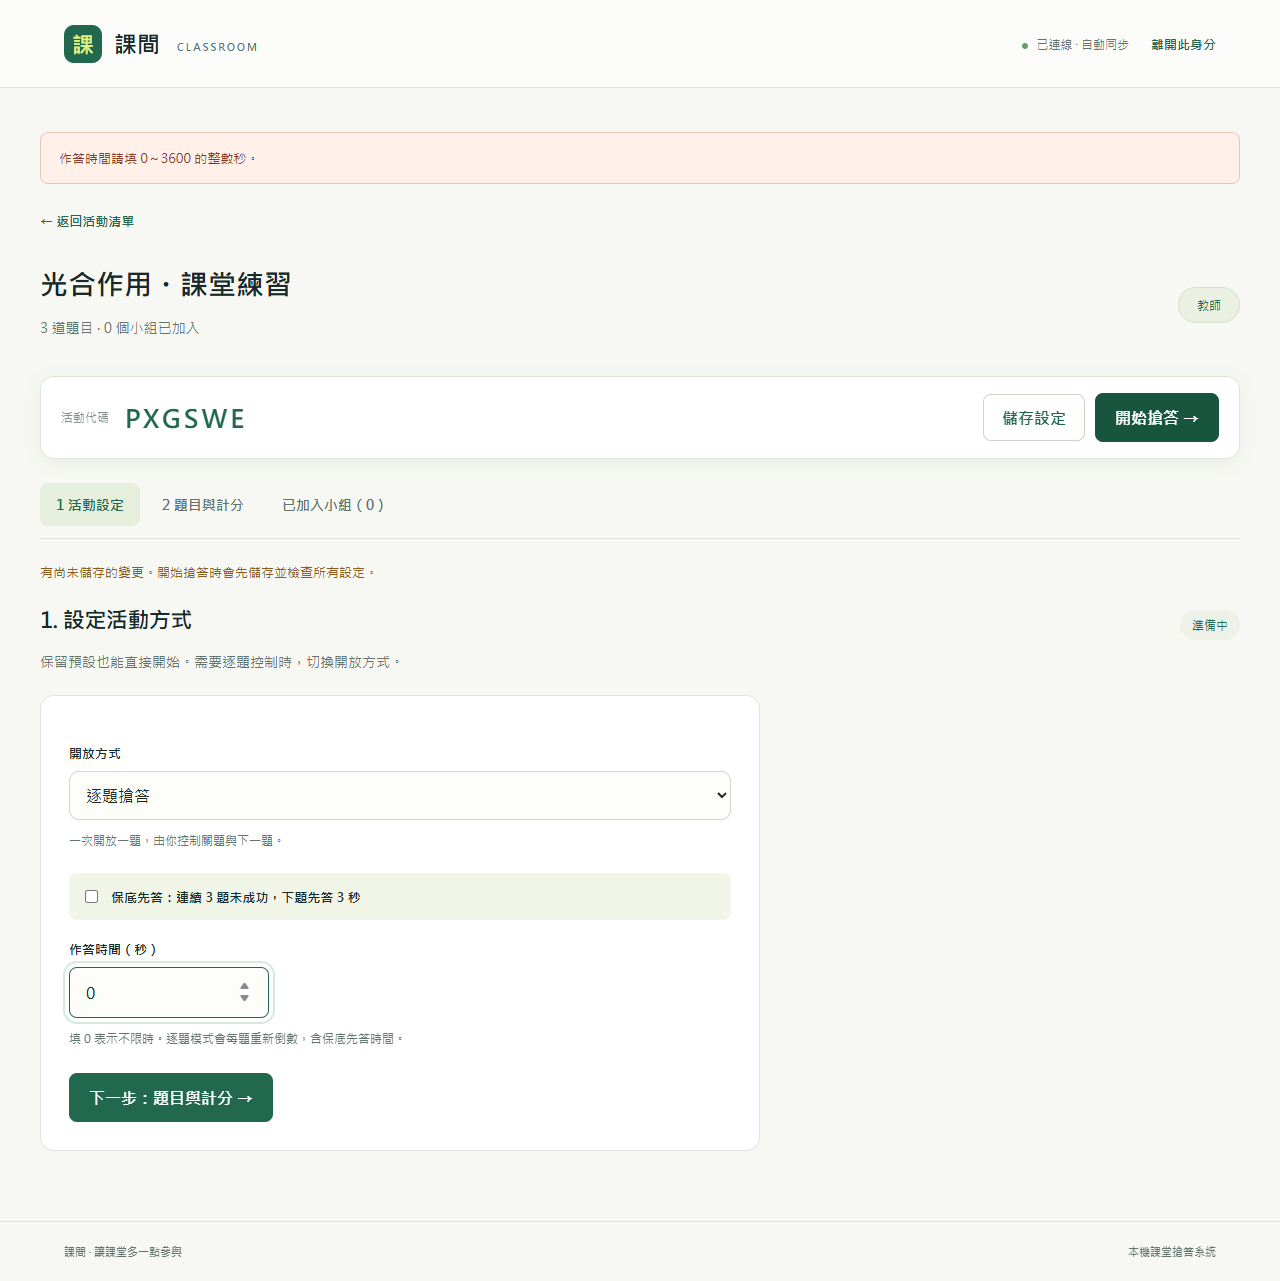 課 課間 CLASSROOM
已連線 · 自動同步 離開此身分
作答時間請填 0～3600 的整數秒。
← 返回活動清單
光合作用・課堂練習
教師
3 道題目 · 0 個小組已加入
活動代碼 PXGSWE 儲存設定 開始搶答 →
1 活動設定 2 題目與計分 已加入小組（0）
有尚未儲存的變更。開始搶答時會先儲存並檢查所有設定。
1. 設定活動方式 準備中
保留預設也能直接開始。需要逐題控制時，切換開放方式。
開放方式
逐題搶答
一次開放一題，由你控制關題與下一題。
保底先答：連續 3 題未成功，下題先答 3 秒
作答時間（秒）
0
填 0 表示不限時。逐題模式會每題重新倒數，含保底先答時間。
下一步：題目與計分 →
課間 · 讓課堂多一點參與 本機課堂搶答系統